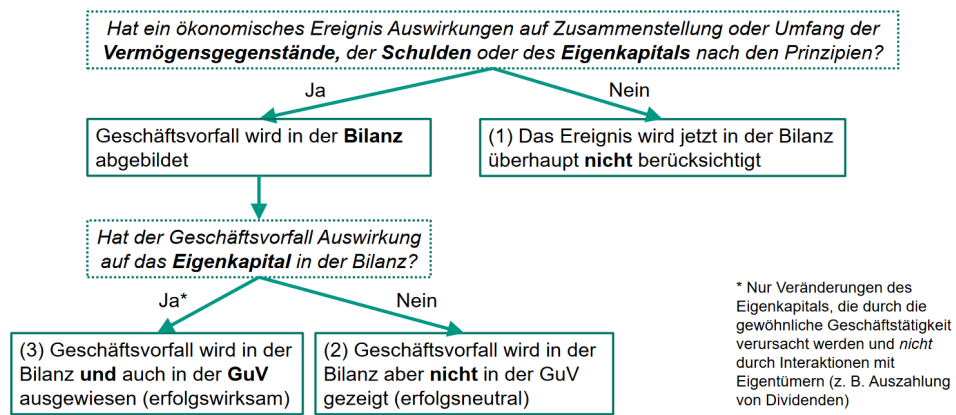 Hat ein ökonomisches Ereignis Auswirkungen auf Zusammenstellung oder Umfang der
Vermögensgegenstände, der Schulden oder des Eigenkapitals nach den Prinzipien?
Ja
Nein
Geschäftsvorfall wird in der Bilanz
abgebildet
(1) Das Ereignis wird jetzt in der Bilanz
überhaupt nicht berücksichtigt
Hat der Geschäftsvorfall Auswirkung
auf das Eigenkapital in der Bilanz?
Ja*
Nein
(3) Geschäftsvorfall wird in der
Bilanz und auch in der GuV
ausgewiesen (erfolgswirksam)
(2) Geschäftsvorfall wird in der
Bilanz aber nicht in der GuV
gezeigt (erfolgsneutral)
* Nur Veränderungen des
Eigenkapitals, die durch die
gewöhnliche Geschäftstätigkeit
verursacht werden und nicht
durch Interaktionen mit
Eigentümern (z. B. Auszahlung
von Dividenden)